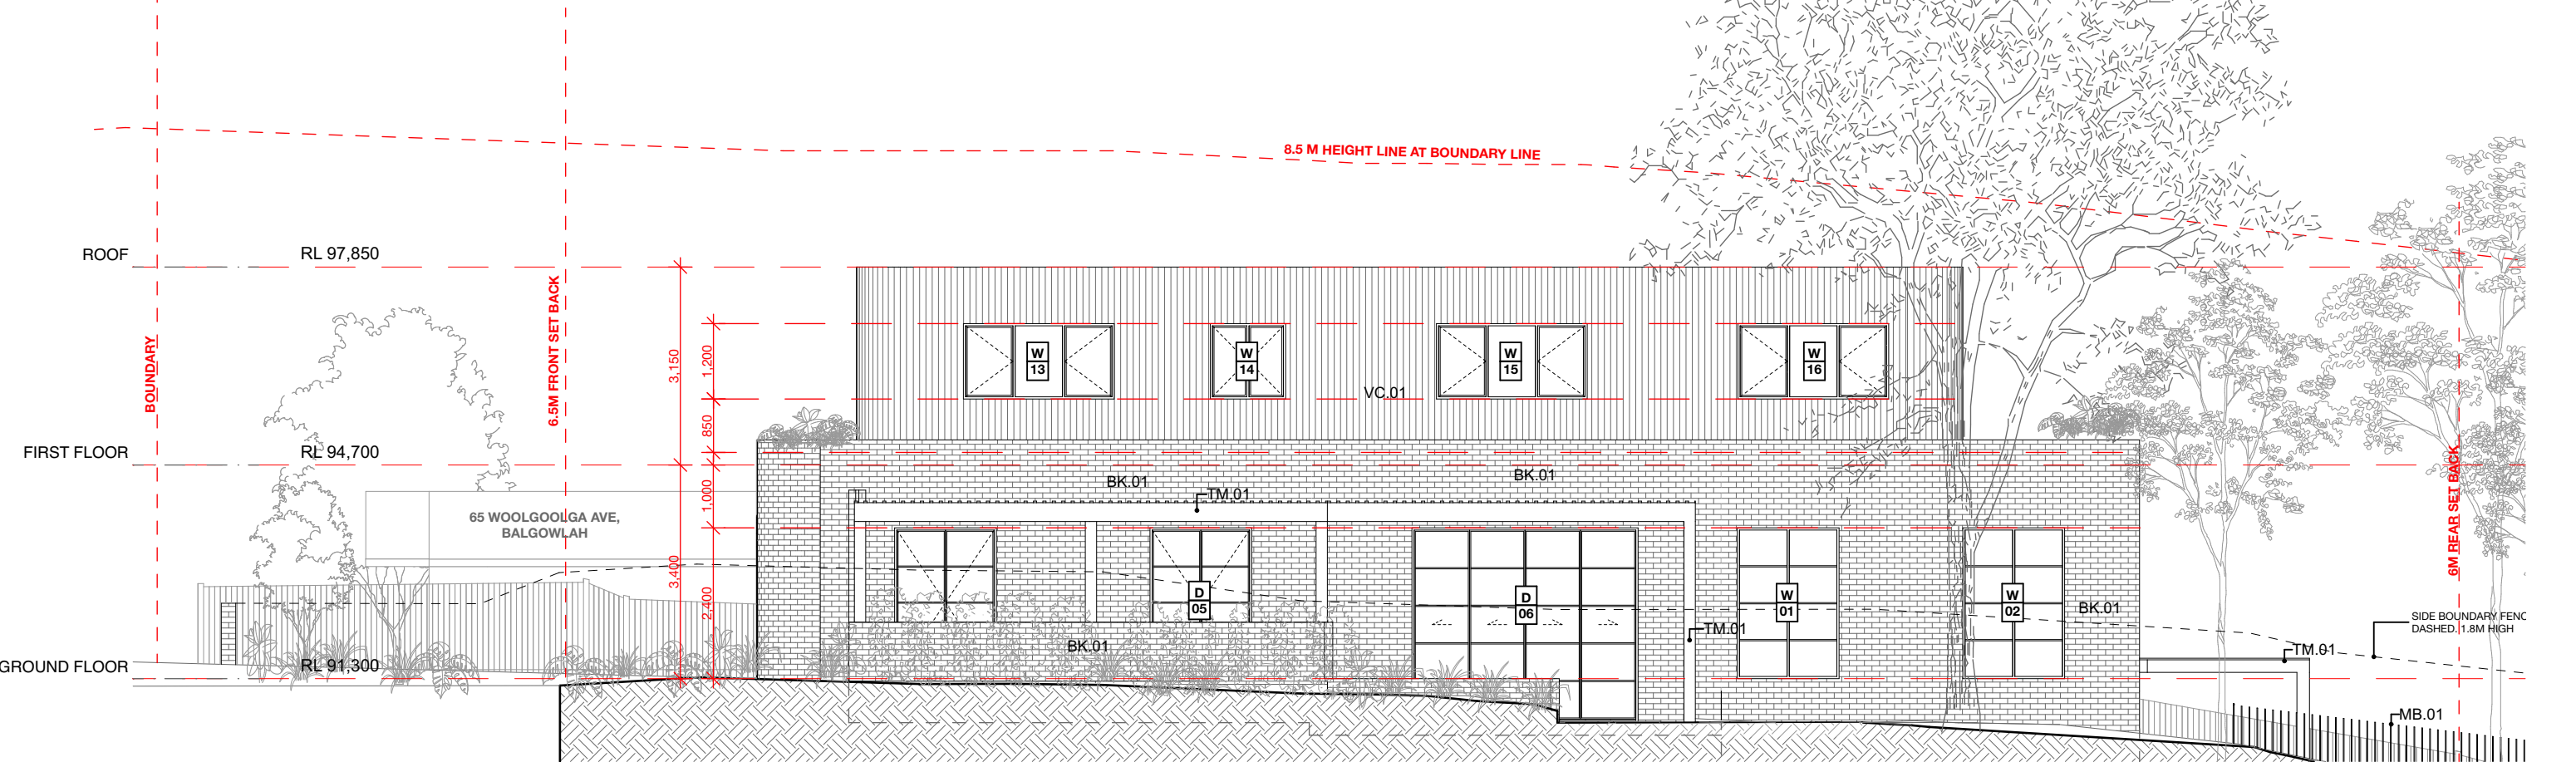 8.5 M HEIGHT LINE AT BOUNDARY LINE
ROOF
RL 97,850
BOUNDARY
6.5M FRONT SET BACK
3,150
1,200
W
13
W
14
W
15
W
16
VC.01
850
FIRST FLOOR
RL 94,700
1,000
BK.01
BK.01
TM.01
65 WOOLGOOLGA AVE,
BALGOWLAH
3,400
2,400
D
05
D
06
W
01
W
02
BK.01
6M REAR SET BACK
SIDE BOUNDARY FENC
DASHED. 1.8M HIGH
TM.01
BK.01
TM.01
GROUND FLOOR
RL 91,300
MB.01